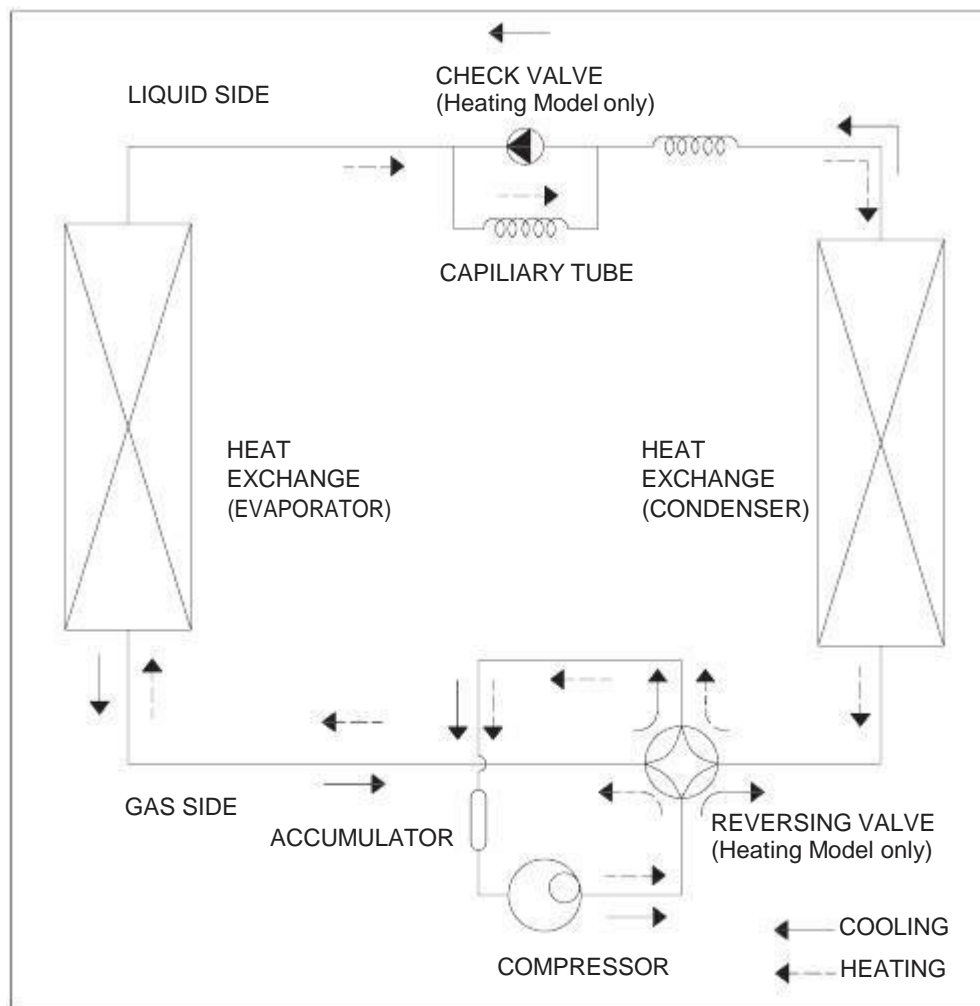 CHECK VALVE
(Heating Model only)
LIQUID SIDE
CAPILIARY TUBE
HEAT
EXCHANGE
(EVAPORATOR)
HEAT
EXCHANGE
(CONDENSER)
GAS SIDE
ACCUMULATOR
REVERSING VALVE
(Heating Model only)
COMPRESSOR
COOLING
HEATING